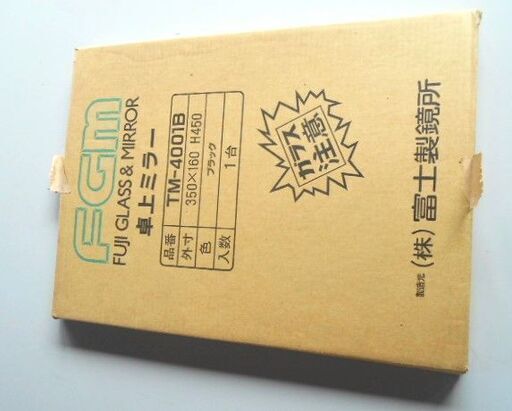 FGM
FUJI GLASS & MIRROR
卓上ミラー
品番 TM-4001B
外寸 350×160 H450
色 ブラック
入数 1台
ガラス
注意
製造元 (株)富士製鏡所